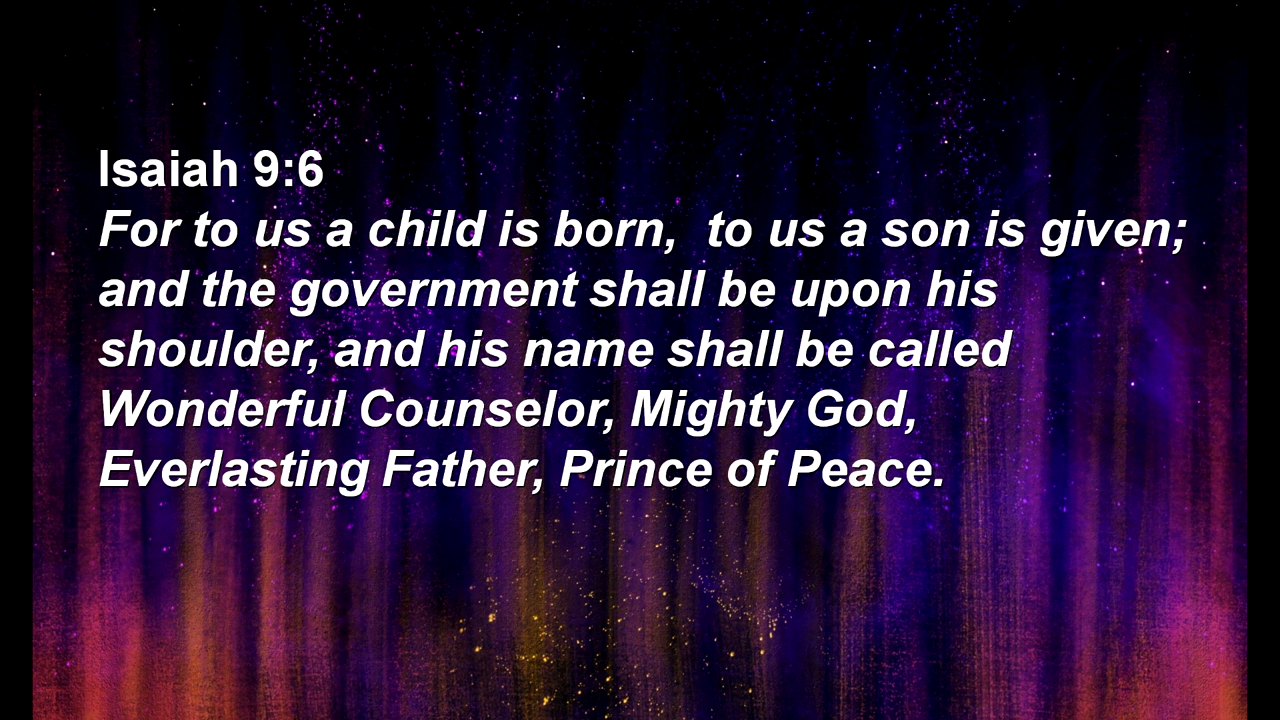 Isaiah 9:6
For to us a child is born,  to us a son is given;
and the government shall be upon his
shoulder, and his name shall be called
Wonderful Counselor, Mighty God,
Everlasting Father, Prince of Peace.